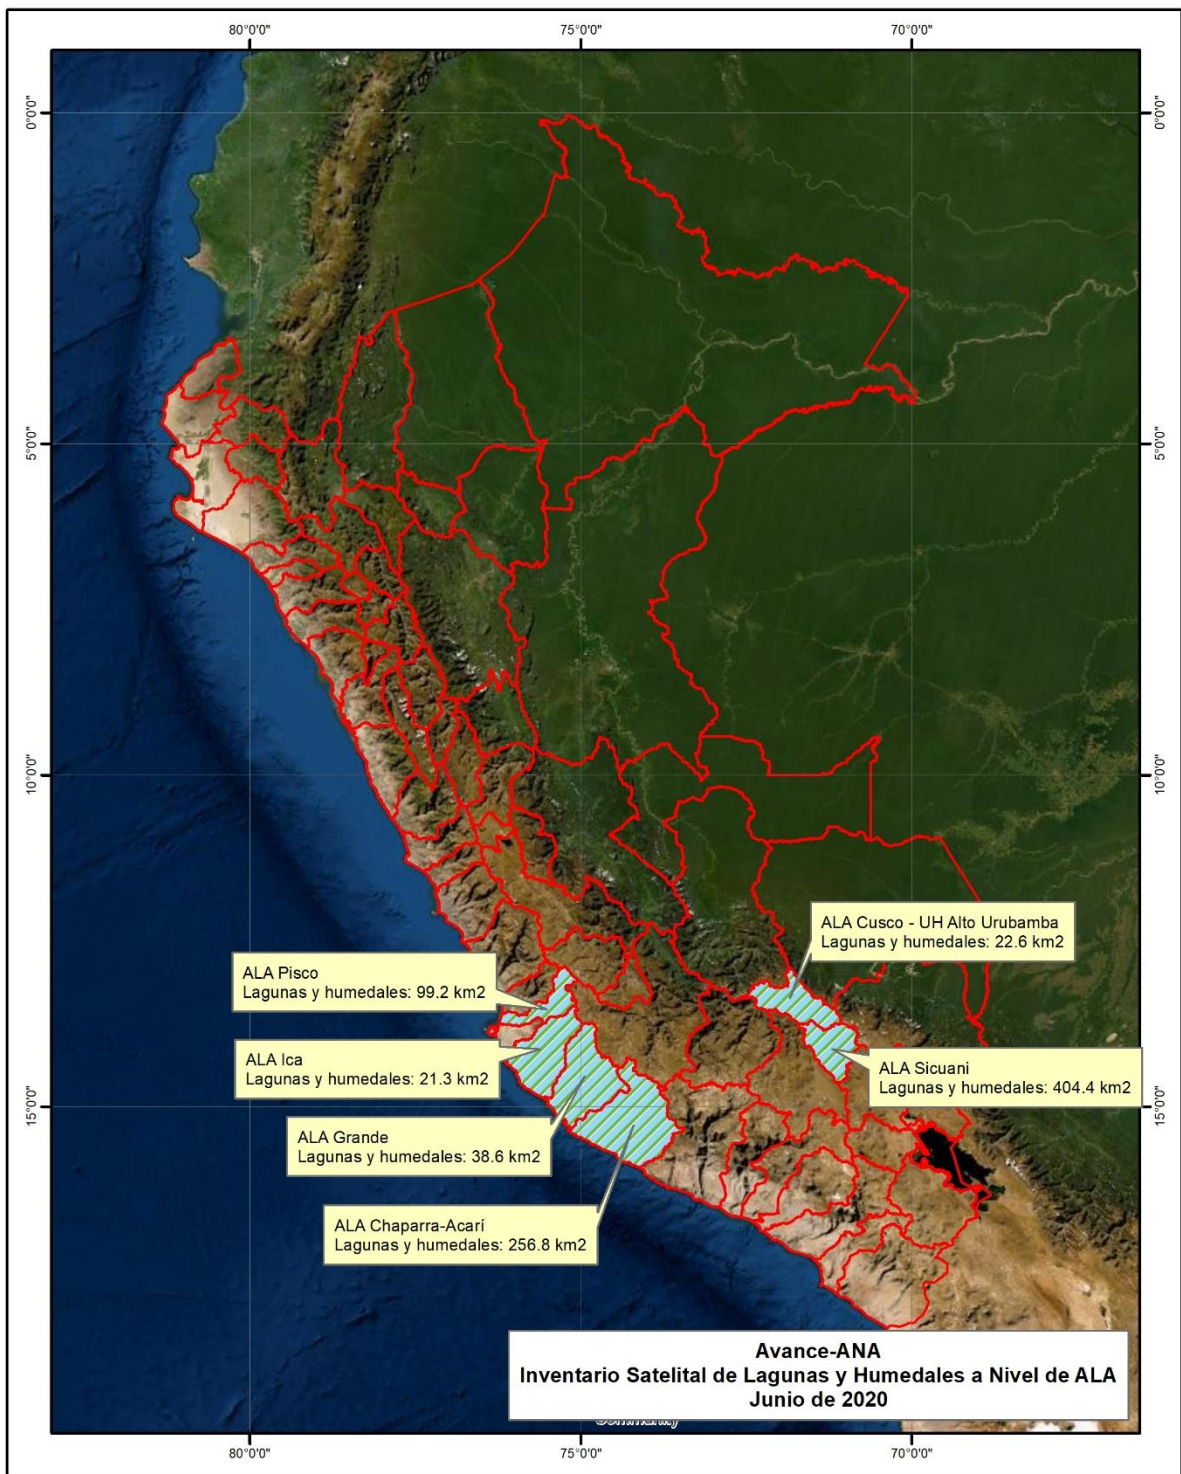 80°0'0"
75°0'0"
70°0'0"
0°0'0"
0°0'0"
5°0'0"
5°0'0"
10°0'0"
10°0'0"
ALA Cusco - UH Alto Urubamba
Lagunas y humedales: 22.6 km2
ALA Pisco
Lagunas y humedales: 99.2 km2
ALA Ica
Lagunas y humedales: 21.3 km2
ALA Sicuani
Lagunas y humedales: 404.4 km2
15°0'0"
15°0'0"
ALA Grande
Lagunas y humedales: 38.6 km2
ALA Chaparra-Acarí
Lagunas y humedales: 256.8 km2
Avance-ANA
Inventario Satelital de Lagunas y Humedales a Nivel de ALA
Junio de 2020
80°0'0"
75°0'0"
70°0'0"